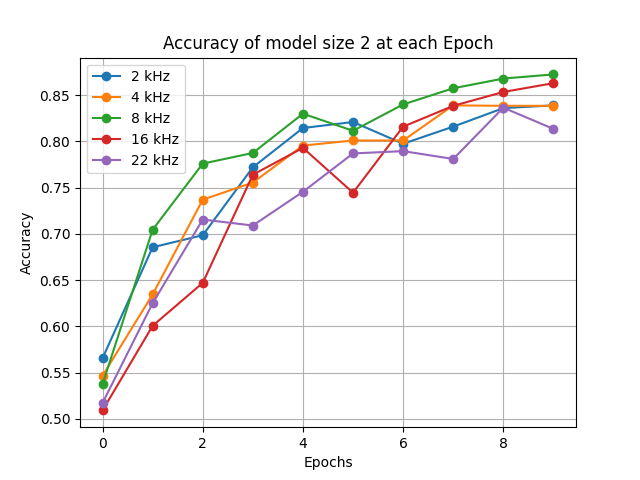 Accuracy of model size 2 at each Epoch
2 kHz
4 kHz
8 kHz
16 kHz
22 kHz
0.85
0.80
0.75
0.70
0.65
0.60
0.55
0.50
Accuracy
0 2 4 6 8
Epochs